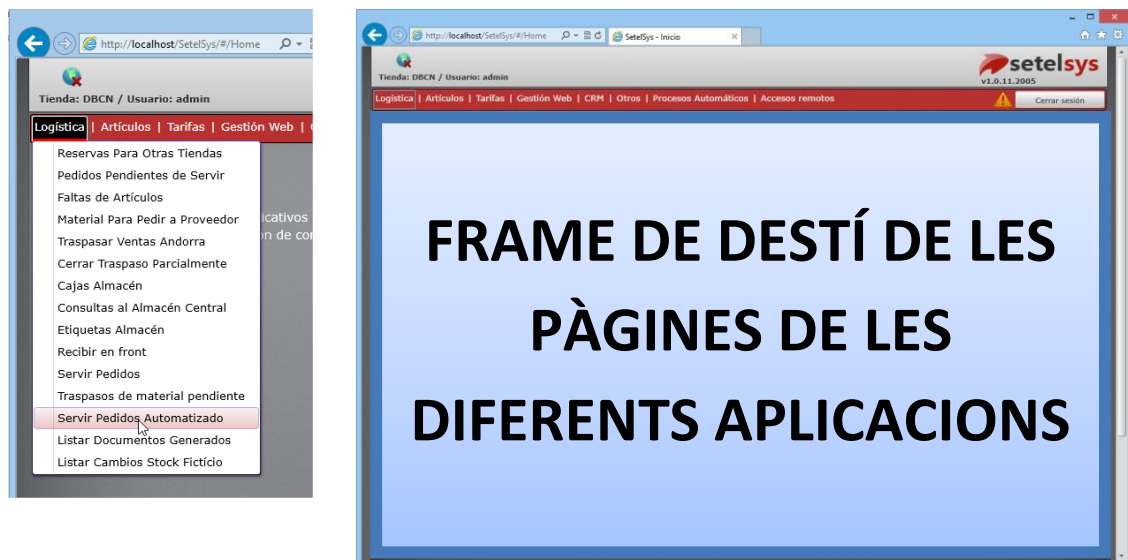 http://localhost/SetelSys/#/Home
Tienda: DBCN / Usuario: admin
Logística | Artículos | Tarifas | Gestión Web |
Reservas Para Otras Tiendas
Pedidos Pendientes de Servir
Faltas de Artículos
Material Para Pedir a Proveedor
Traspasar Ventas Andorra
Cerrar Traspaso Parcialmente
Cajas Almacén
Consultas al Almacén Central
Etiquetas Almacén
Recibir en front
Servir Pedidos
Traspasos de material pendiente
Servir Pedidos Automatizado
Listar Documentos Generados
Listar Cambios Stock Fictício
icativos
n de cor
http://localhost/SetelSys/#/Home
SetelSys - Inicio
Tienda: DBCN / Usuario: admin
setelsys
v1.0.11.2005
Logística | Artículos | Tarifas | Gestión Web | CRM | Otros | Procesos Automáticos | Accesos remotos
Cerrar sesión
FRAME DE DESTÍ DE LES
PÀGINES DE LES
DIFERENTS APLICACIONS